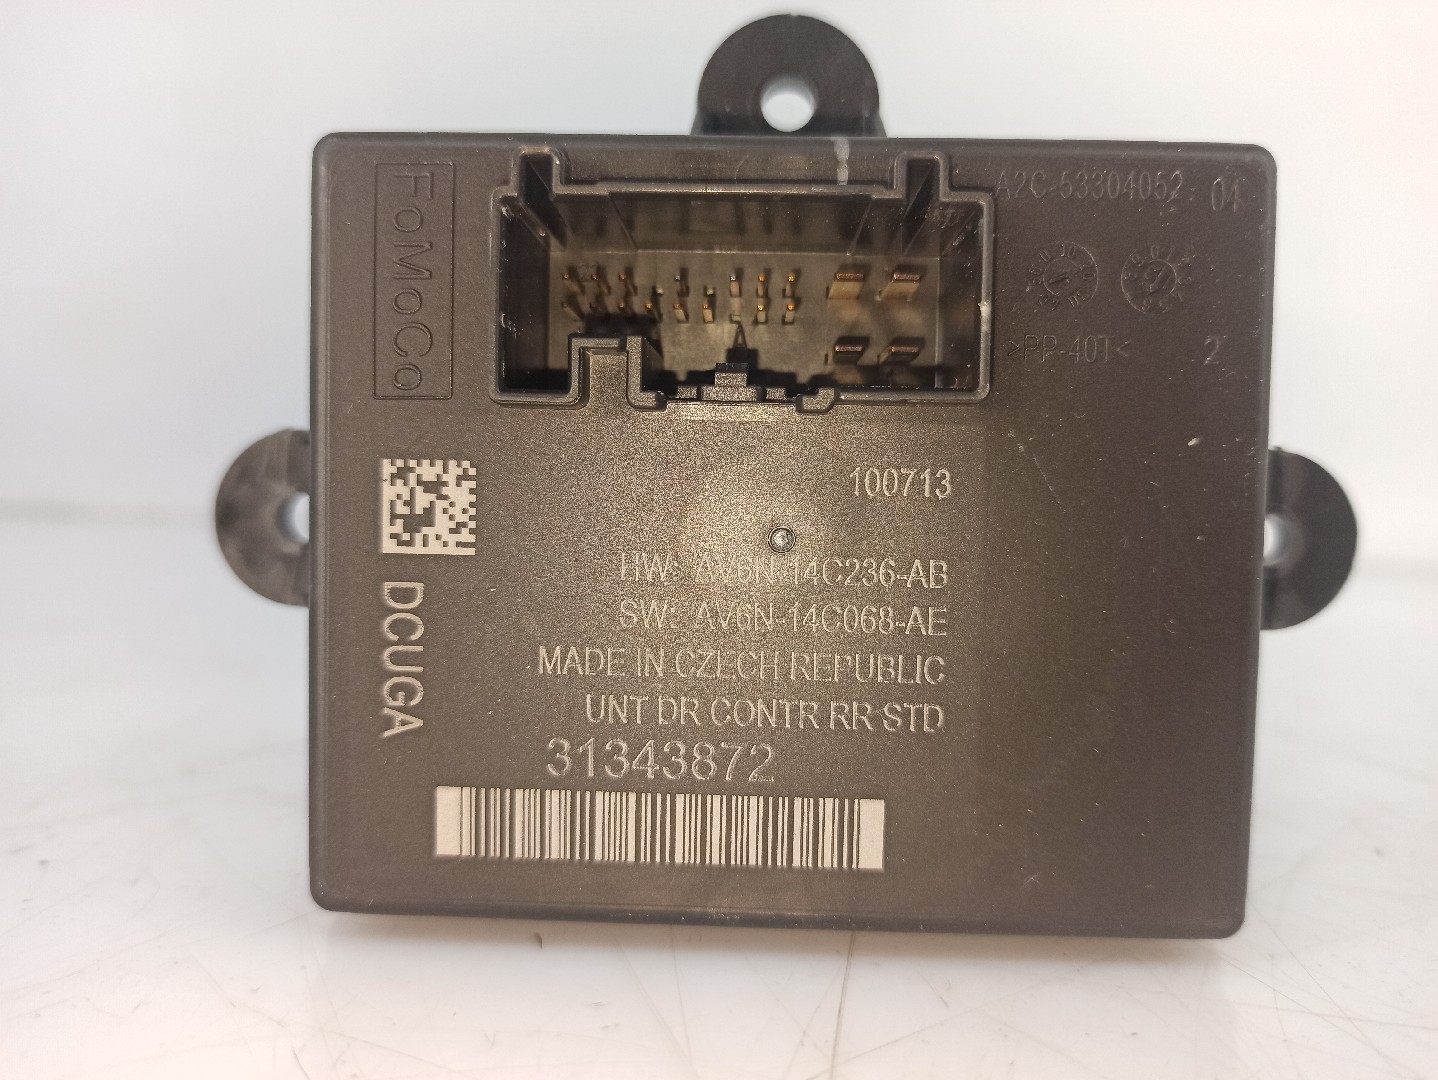 FoMoCo
A2C-53304052 04
>PP-40T< 2
100713
HW: AV6N-14C236-AB
SW: AV6N-14C068-AE
MADE IN CZECH REPUBLIC
UNT DR CONTR RR STD
31343872
DCUGA